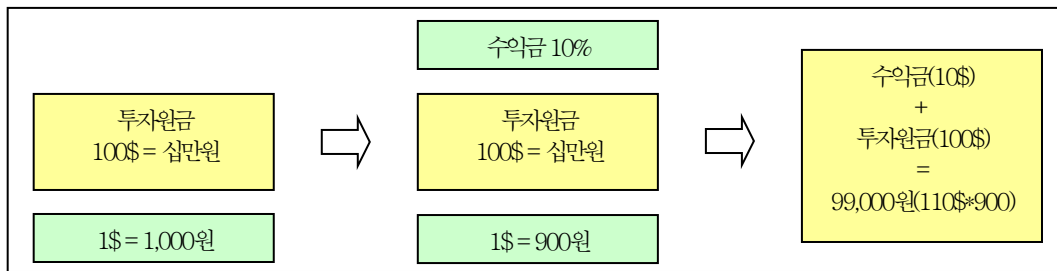 투자원금
100$ = 십만원
1$ = 1,000원
수익금 10%
투자원금
100$ = 십만원
1$ = 900원
수익금(10$)
+
투자원금(100$)
=
99,000원(110$*900)